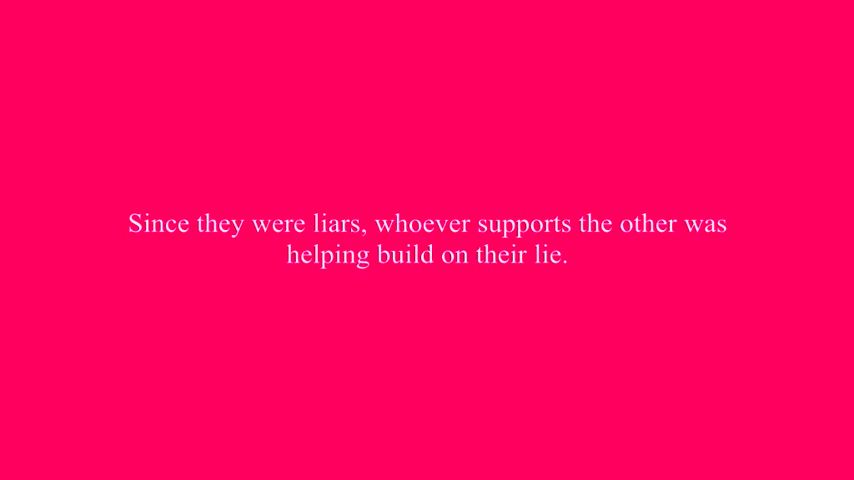 Since they were liars, whoever supports the other was
helping build on their lie.